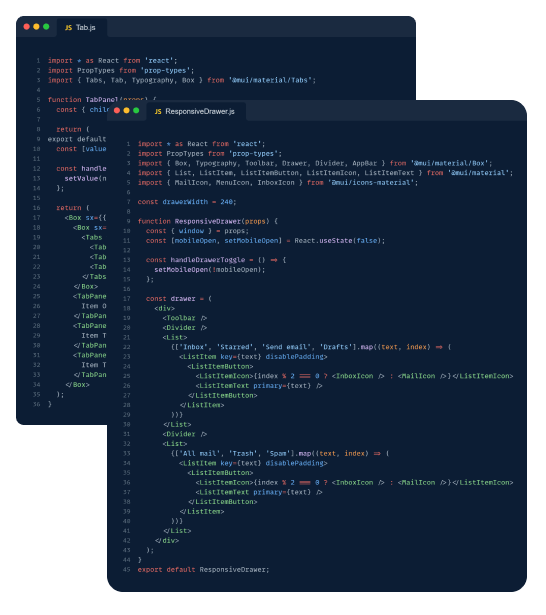 JS Tab.js
1 import * as React from 'react';
2 import PropTypes from 'prop-types';
3 import { Tabs, Tab, Typography, Box } from '@mui/material/Tabs';
4
5 function TabPanel(props) {
6 const { child
7
8 return (
9 export default
10 const [value
11
12 const handle
13 setValue(n
14 };
15
16 return (
17 <Box sx={{
18 <Box sx=
19 <Tabs
20 <Tab
21 <Tab
22 <Tab
23 </Tabs
24 </Box>
25 <TabPane
26 Item O
27 </TabPan
28 <TabPane
29 Item T
30 </TabPan
31 <TabPane
32 Item T
33 </TabPan
34 </Box>
35 );
36 }
JS ResponsiveDrawer.js
1 import * as React from 'react';
2 import PropTypes from 'prop-types';
3 import { Box, Typography, Toolbar, Drawer, Divider, AppBar } from '@mui/material/Box';
4 import { List, ListItem, ListItemButton, ListItemIcon, ListItemText } from '@mui/material';
5 import { MailIcon, MenuIcon, InboxIcon } from '@mui/icons-material';
6
7 const drawerWidth = 240;
8
9 function ResponsiveDrawer(props) {
10 const { window } = props;
11 const [mobileOpen, setMobileOpen] = React.useState(false);
12
13 const handleDrawerToggle = () => {
14 setMobileOpen(!mobileOpen);
15 };
16
17 const drawer = (
18 <div>
19 <Toolbar />
20 <Divider />
21 <List>
22 {['Inbox', 'Starred', 'Send email', 'Drafts'].map((text, index) => (
23 <ListItem key={text} disablePadding>
24 <ListItemButton>
25 <ListItemIcon>{index % 2 === 0 ? <InboxIcon /> : <MailIcon />}</ListItemIcon>
26 <ListItemText primary={text} />
27 </ListItemButton>
28 </ListItem>
29 ))}
30 </List>
31 <Divider />
32 <List>
33 {['All mail', 'Trash', 'Spam'].map((text, index) => (
34 <ListItem key={text} disablePadding>
35 <ListItemButton>
36 <ListItemIcon>{index % 2 === 0 ? <InboxIcon /> : <MailIcon />}</ListItemIcon>
37 <ListItemText primary={text} />
38 </ListItemButton>
39 </ListItem>
40 ))}
41 </List>
42 </div>
43 );
44 }
45 export default ResponsiveDrawer;